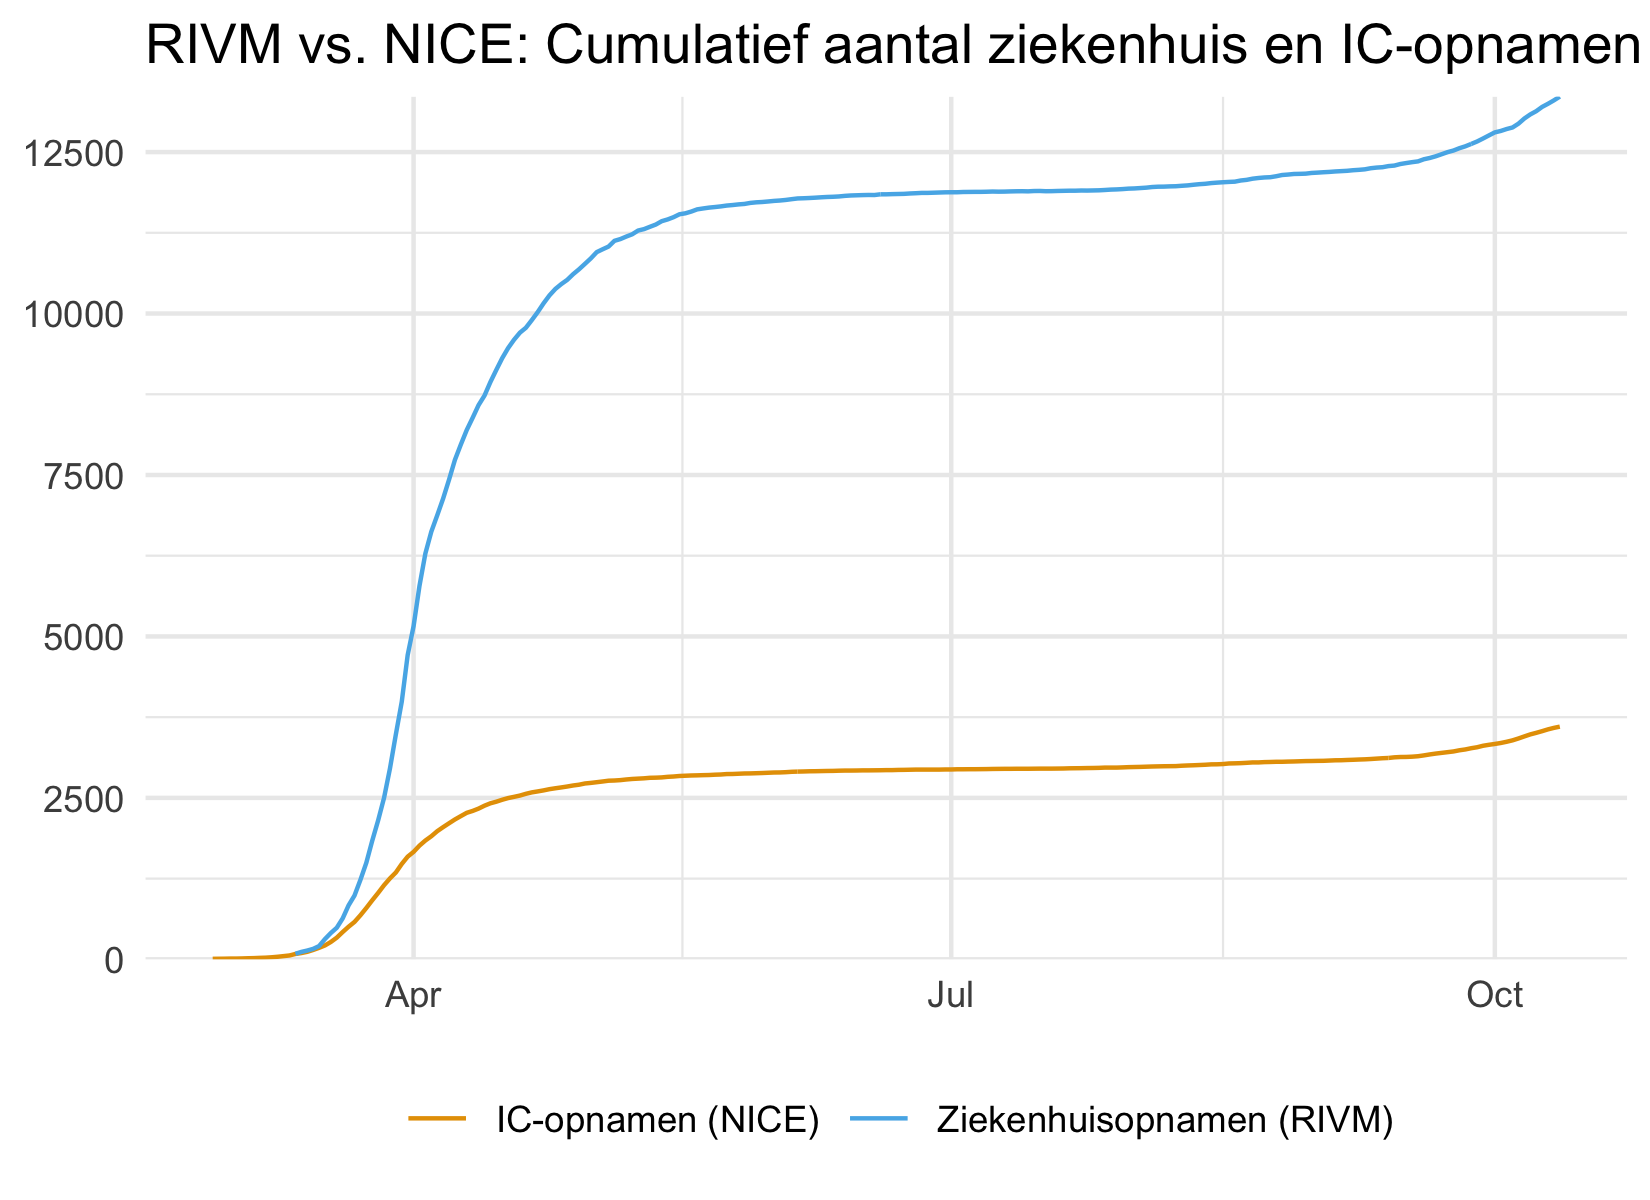 RIVM vs. NICE: Cumulatief aantal ziekenhuis en IC-opnamen
12500
10000
7500
5000
2500
0
Apr Jul Oct
IC-opnamen (NICE) Ziekenhuisopnamen (RIVM)